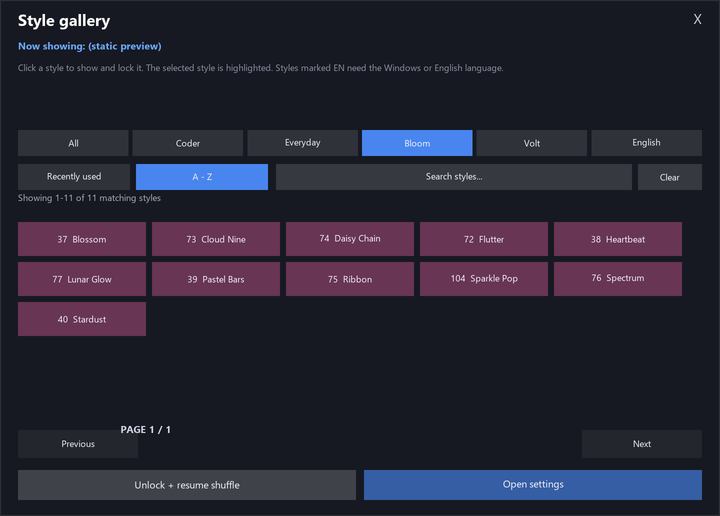 Style gallery
X
Now showing: (static preview)
Click a style to show and lock it. The selected style is highlighted. Styles marked EN need the Windows or English language.
All Coder Everyday Bloom Volt English
Recently used A - Z Search styles... Clear
Showing 1-11 of 11 matching styles
37 Blossom 73 Cloud Nine 74 Daisy Chain 72 Flutter 38 Heartbeat
77 Lunar Glow 39 Pastel Bars 75 Ribbon 104 Sparkle Pop 76 Spectrum
40 Stardust
PAGE 1 / 1
Previous Next
Unlock + resume shuffle Open settings